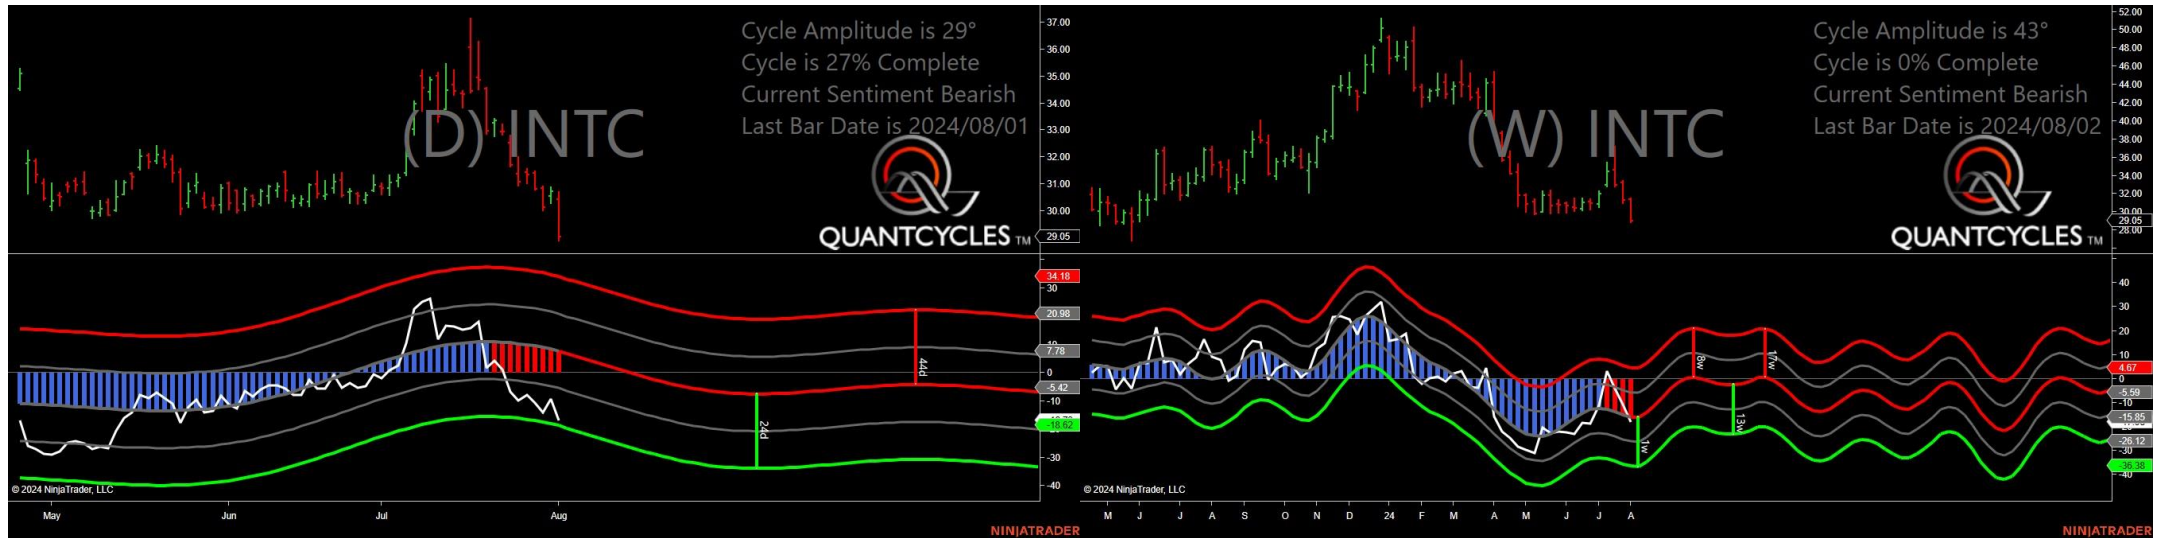 Cycle Amplitude is 29°
Cycle is 27% Complete
Current Sentiment Bearish
Last Bar Date is 2024/08/01
(D) INTC
QUANTCYCLES TM
37.00
36.00
35.00
34.00
33.00
32.00
31.00
30.00
29.05
34.18
30
20.98
10
7.78
0
-5.42
-10
-18.62
-30
-40
44d
24d
© 2024 NinjaTrader, LLC
May Jun Jul Aug
NINJATRADER
Cycle Amplitude is 43°
Cycle is 0% Complete
Current Sentiment Bearish
Last Bar Date is 2024/08/02
(W) INTC
QUANTCYCLES TM
52.00
50.00
48.00
46.00
44.00
42.00
40.00
38.00
36.00
34.00
32.00
30.00
29.05
28.00
40
30
20
10
4.67
0
-5.59
-10
-15.85
-26.12
-36.38
-40
8w
17w
13w
1w
© 2024 NinjaTrader, LLC
M J J A S O N D 24 F M A M J J A
NINJATRADER